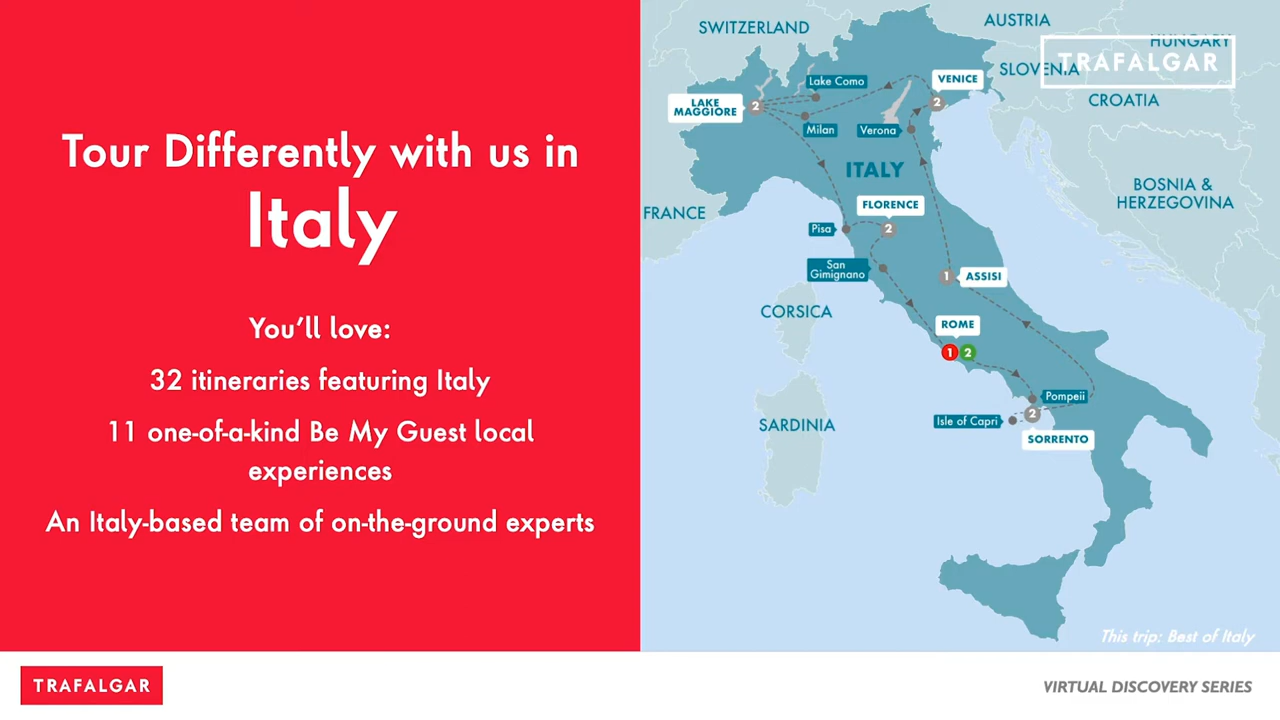 Tour Differently with us in
Italy
You'll love:
32 itineraries featuring Italy
11 one-of-a-kind Be My Guest local
experiences
An Italy-based team of on-the-ground experts
SWITZERLAND
AUSTRIA
HUNGARY
TRAFALGAR
SLOVENIA
CROATIA
BOSNIA &
HERZEGOVINA
FRANCE
CORSICA
SARDINIA
ITALY
Lake Como
VENICE
2
LAKE
MAGGIORE
2
Milan
Verona
FLORENCE
2
Pisa
San
Gimignano
1
ASSISI
ROME
1 2
Pompeii
Isle of Capri
2
SORRENTO
This trip: Best of Italy
TRAFALGAR
VIRTUAL DISCOVERY SERIES